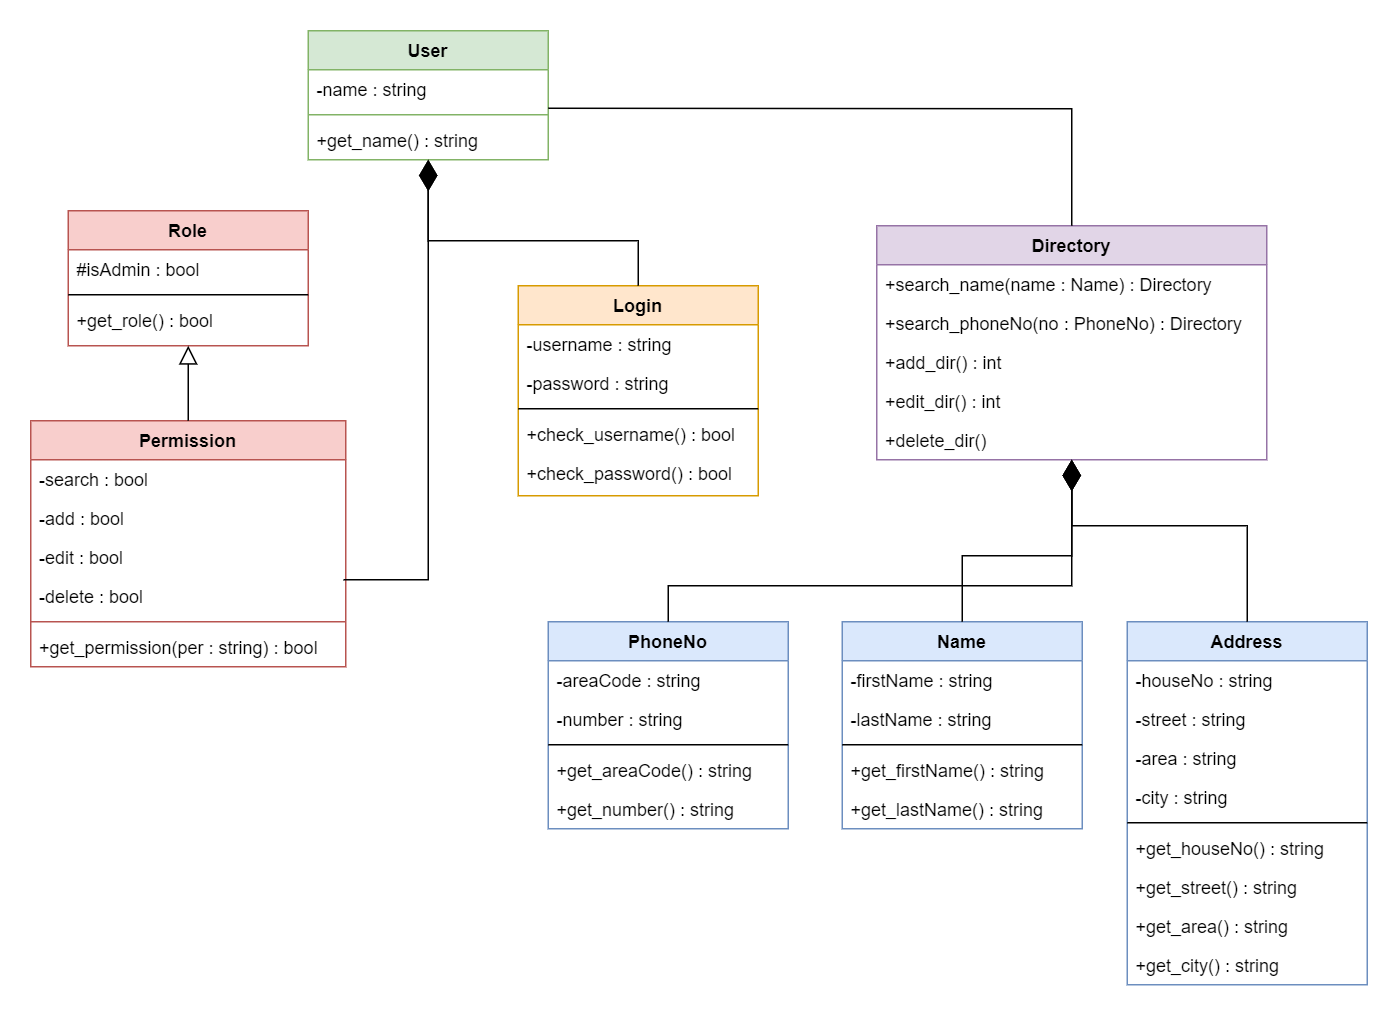 User
-name : string
+get_name() : string
Role
#isAdmin : bool
+get_role() : bool
Permission
-search : bool
-add : bool
-edit : bool
-delete : bool
+get_permission(per : string) : bool
Login
-username : string
-password : string
+check_username() : bool
+check_password() : bool
Directory
+search_name(name : Name) : Directory
+search_phoneNo(no : PhoneNo) : Directory
+add_dir() : int
+edit_dir() : int
+delete_dir()
PhoneNo
-areaCode : string
-number : string
+get_areaCode() : string
+get_number() : string
Name
-firstName : string
-lastName : string
+get_firstName() : string
+get_lastName() : string
Address
-houseNo : string
-street : string
-area : string
-city : string
+get_houseNo() : string
+get_street() : string
+get_area() : string
+get_city() : string